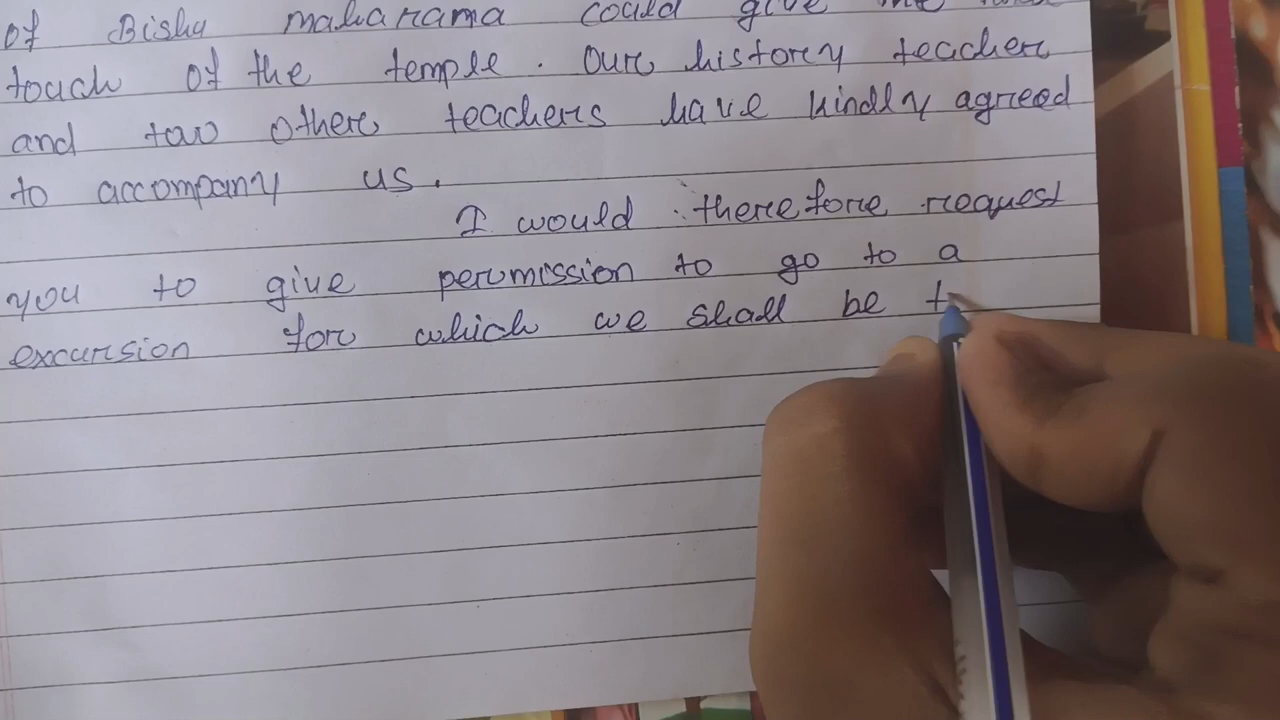 of Bishu maharama could give me
touch of the temple. Our history teacher
and two other teachers have kindly agreed
to accompany us.
I would therefore request
you to give permission to go to a
excursion for which we shall be t